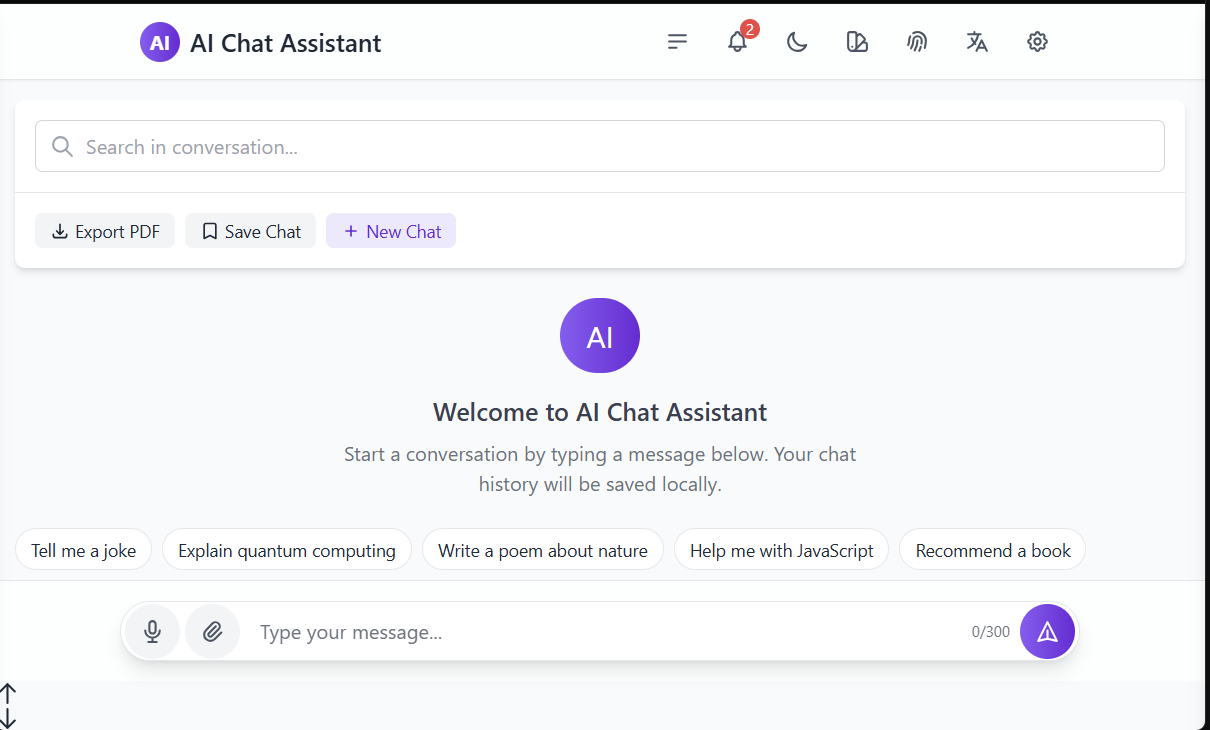 AI AI Chat Assistant 2
Search in conversation...
Export PDF Save Chat + New Chat
AI
Welcome to AI Chat Assistant
Start a conversation by typing a message below. Your chat
history will be saved locally.
Tell me a joke Explain quantum computing Write a poem about nature Help me with JavaScript Recommend a book
Type your message... 0/300